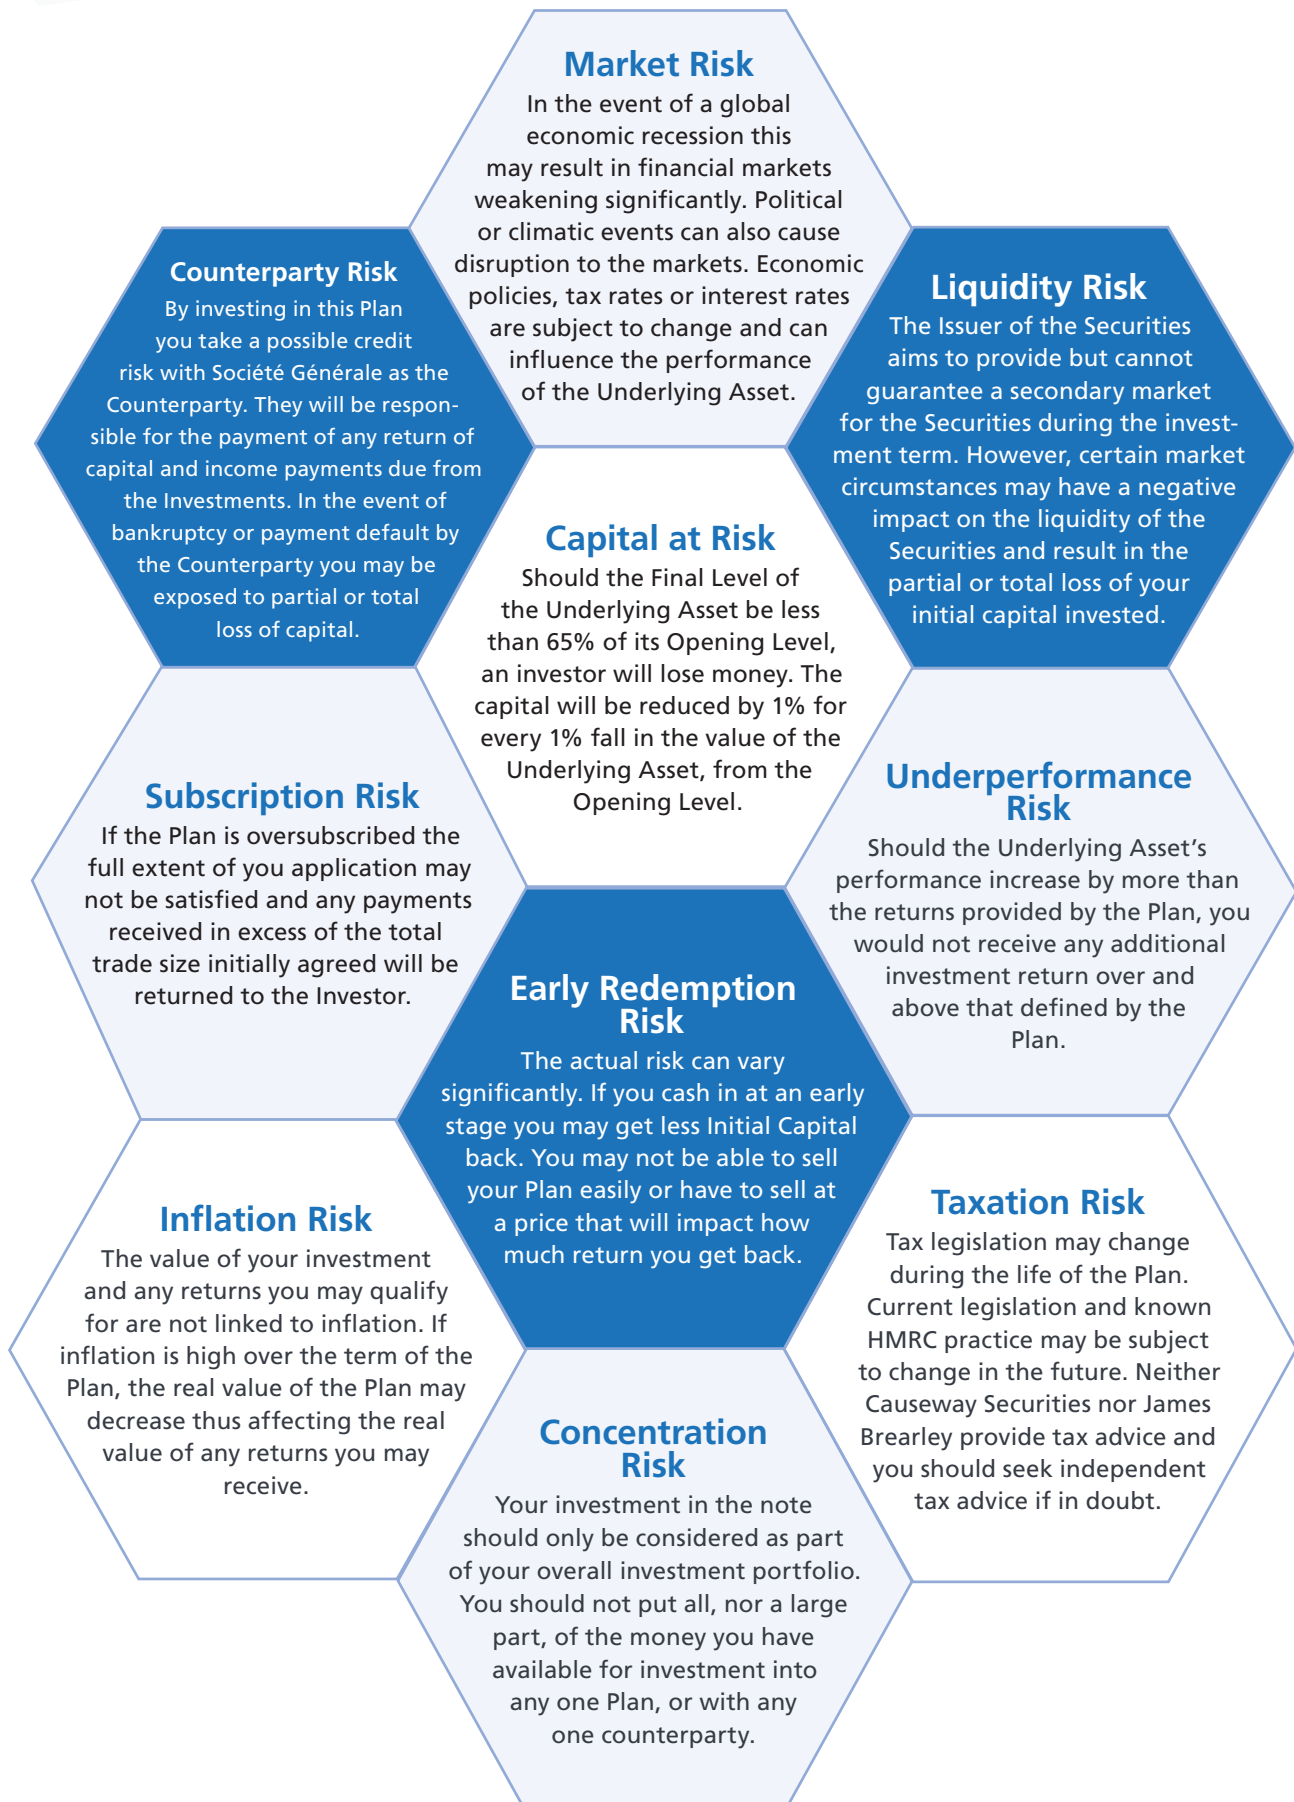 Market Risk
In the event of a global
economic recession this
may result in financial markets
weakening significantly. Political
or climatic events can also cause
disruption to the markets. Economic
policies, tax rates or interest rates
are subject to change and can
influence the performance
of the Underlying Asset.
Counterparty Risk
By investing in this Plan
you take a possible credit
risk with Société Générale as the
Counterparty. They will be respon-
sible for the payment of any return of
capital and income payments due from
the Investments. In the event of
bankruptcy or payment default by
the Counterparty you may be
exposed to partial or total
loss of capital.
Liquidity Risk
The Issuer of the Securities
aims to provide but cannot
guarantee a secondary market
for the Securities during the invest-
ment term. However, certain market
circumstances may have a negative
impact on the liquidity of the
Securities and result in the
partial or total loss of your
initial capital invested.
Capital at Risk
Should the Final Level of
the Underlying Asset be less
than 65% of its Opening Level,
an investor will lose money. The
capital will be reduced by 1% for
every 1% fall in the value of the
Underlying Asset, from the
Opening Level.
Subscription Risk
If the Plan is oversubscribed the
full extent of you application may
not be satisfied and any payments
received in excess of the total
trade size initially agreed will be
returned to the Investor.
Underperformance
Risk
Should the Underlying Asset's
performance increase by more than
the returns provided by the Plan, you
would not receive any additional
investment return over and
above that defined by the
Plan.
Early Redemption
Risk
The actual risk can vary
significantly. If you cash in at an early
stage you may get less Initial Capital
back. You may not be able to sell
your Plan easily or have to sell at
a price that will impact how
much return you get back.
Inflation Risk
The value of your investment
and any returns you may qualify
for are not linked to inflation. If
inflation is high over the term of the
Plan, the real value of the Plan may
decrease thus affecting the real
value of any returns you may
receive.
Taxation Risk
Tax legislation may change
during the life of the Plan.
Current legislation and known
HMRC practice may be subject
to change in the future. Neither
Causeway Securities nor James
Brearley provide tax advice and
you should seek independent
tax advice if in doubt.
Concentration
Risk
Your investment in the note
should only be considered as part
of your overall investment portfolio.
You should not put all, nor a large
part, of the money you have
available for investment into
any one Plan, or with any
one counterparty.